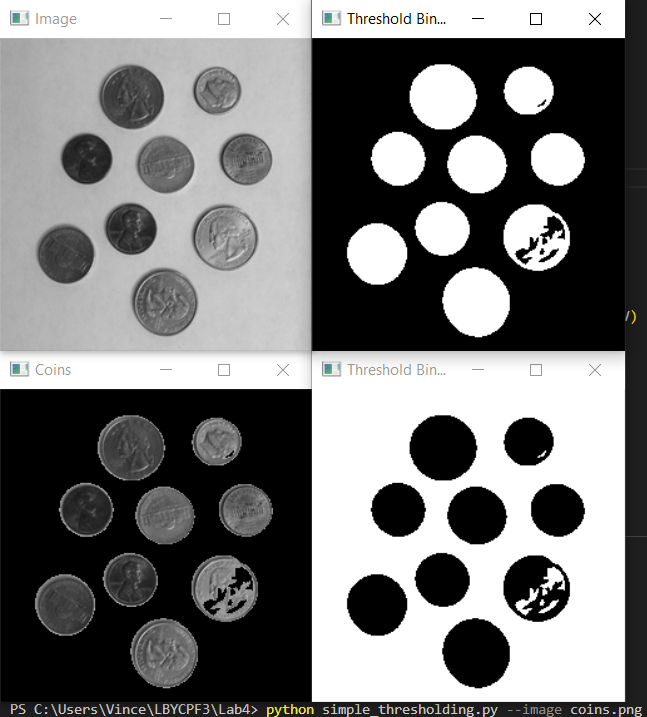 Image
Threshold Bin...
/)
Coins
Threshold Bin...
PS C:\Users\Vince\LBYCPF3\Lab4> python simple_thresholding.py --image coins.png